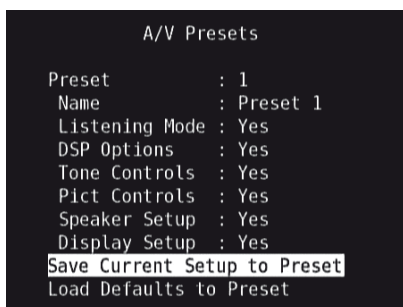 A/V Presets
Preset : 1
Name : Preset 1
Listening Mode : Yes
DSP Options : Yes
Tone Controls : Yes
Pict Controls : Yes
Speaker Setup : Yes
Display Setup : Yes
Save Current Setup to Preset
Load Defaults to Preset